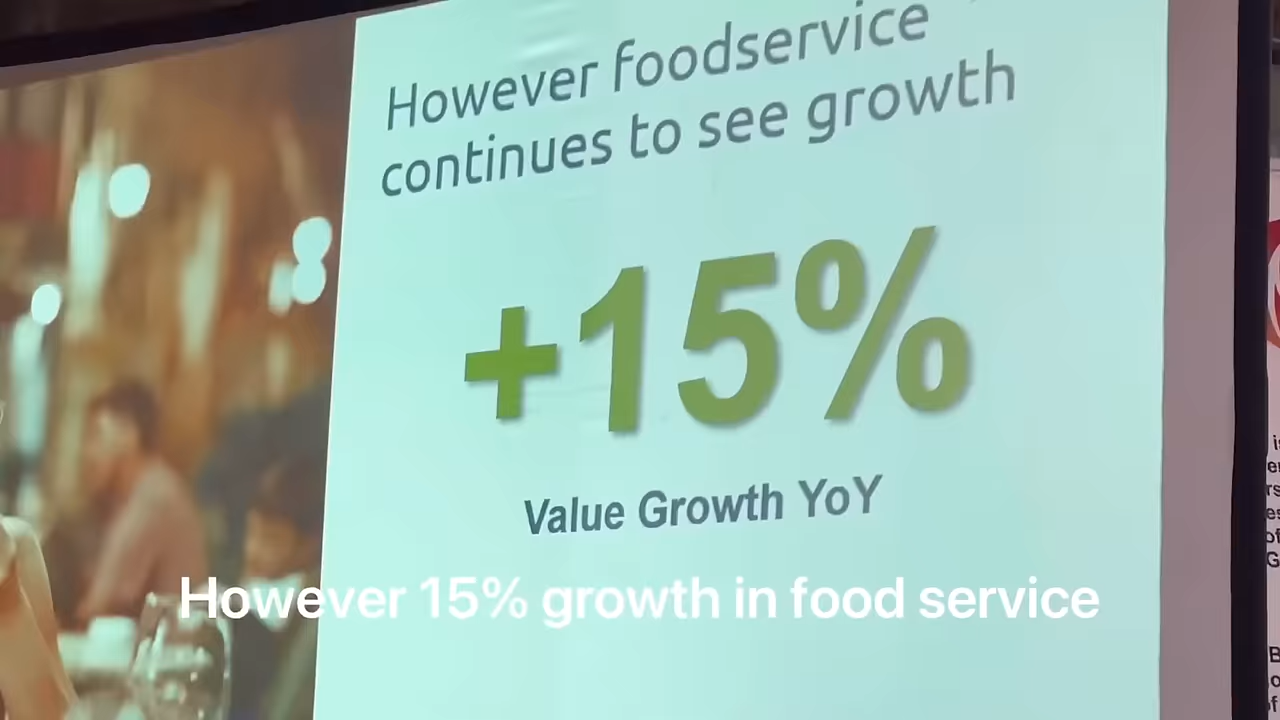 However foodservice
continues to see growth
+15%
Value Growth YoY
However 15% growth in food service